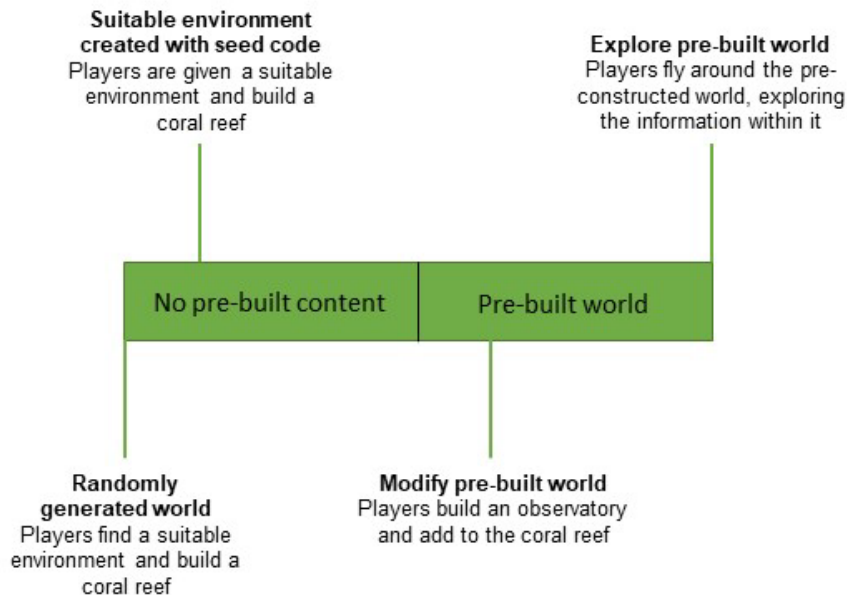 Suitable environment
created with seed code
Players are given a suitable
environment and build a
coral reef
Explore pre-built world
Players fly around the pre-
constructed world, exploring
the information within it
No pre-built content
Pre-built world
Randomly
generated world
Players find a suitable
environment and build a
coral reef
Modify pre-built world
Players build an observatory
and add to the coral reef